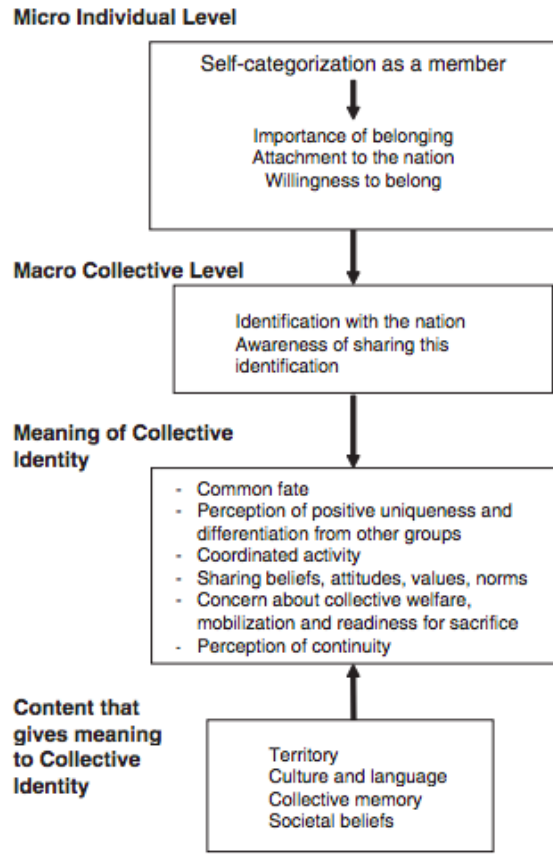 Micro Individual Level
Self-categorization as a member
Importance of belonging
Attachment to the nation
Willingness to belong
Macro Collective Level
Identification with the nation
Awareness of sharing this
identification
Meaning of Collective
Identity
- Common fate
- Perception of positive uniqueness and
differentiation from other groups
- Coordinated activity
- Sharing beliefs, attitudes, values, norms
- Concern about collective welfare,
mobilization and readiness for sacrifice
- Perception of continuity
Content that
gives meaning
to Collective
Identity
Territory
Culture and language
Collective memory
Societal beliefs